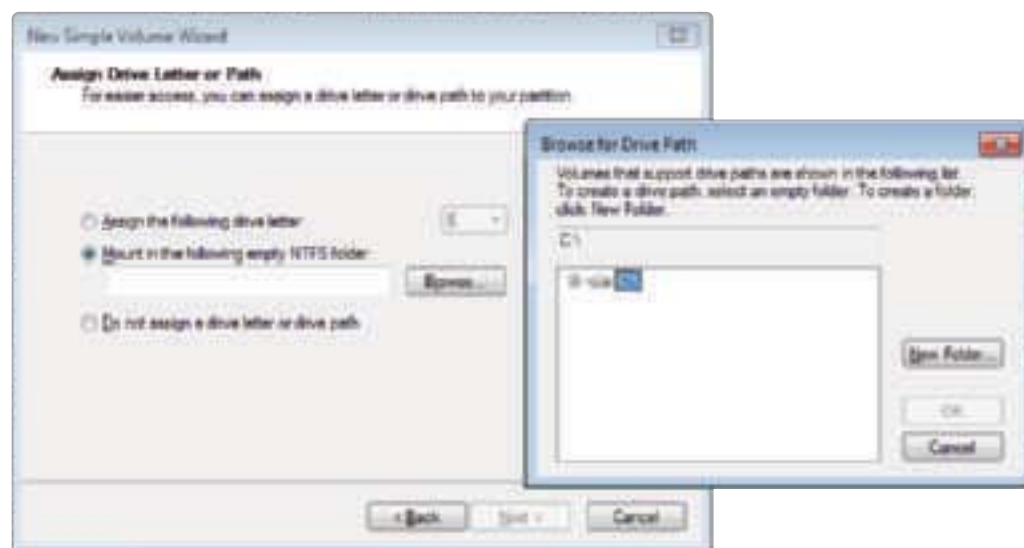 New Simple Volume Wizard
Assign Drive Letter or Path
For easier access, you can assign a drive letter or drive path to your partition.
Assign the following drive letter:
Mount in the following empty NTFS folder:
Browse...
Do not assign a drive letter or drive path
< Back
Next >
Cancel
Browse for Drive Path
Volumes that support drive paths are shown in the following list.
To create a drive path, select an empty folder. To create a folder,
click New Folder.
C:\
New Folder...
OK
Cancel